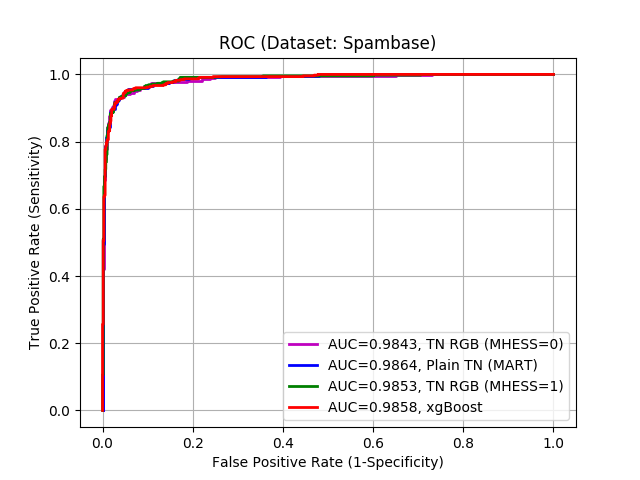 ROC (Dataset: Spambase)
True Positive Rate (Sensitivity)
1.0
0.8
0.6
0.4
0.2
0.0
AUC=0.9843, TN RGB (MHESS=0)
AUC=0.9864, Plain TN (MART)
AUC=0.9853, TN RGB (MHESS=1)
AUC=0.9858, xgBoost
0.0 0.2 0.4 0.6 0.8 1.0
False Positive Rate (1-Specificity)